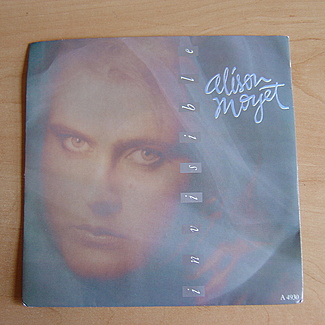 alison
moyet
invisible
A 4930